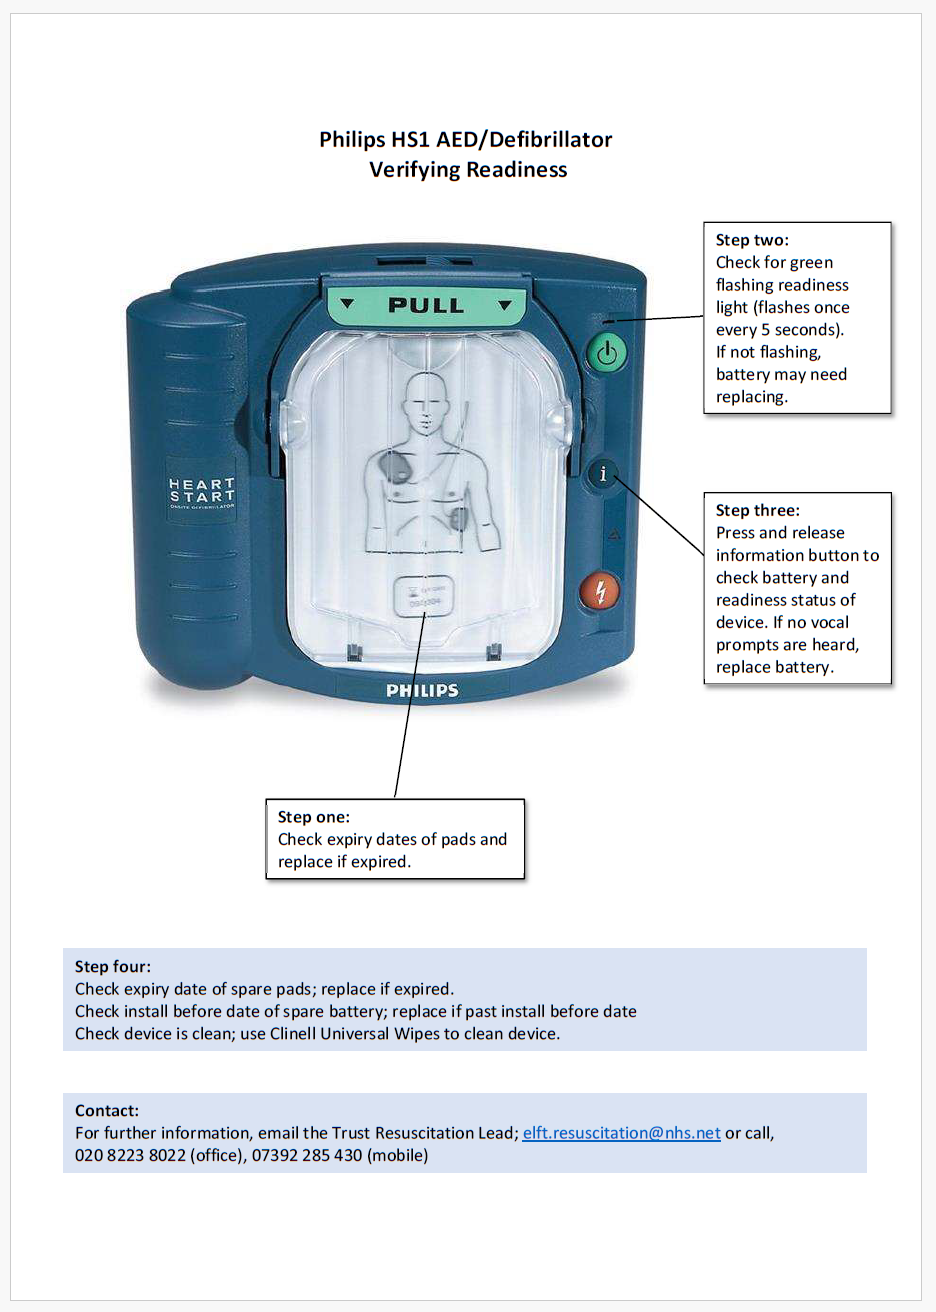 Philips HS1 AED/Defibrillator
Verifying Readiness
Step two:
Check for green
flashing readiness
light (flashes once
every 5 seconds).
If not flashing,
battery may need
replacing.
PULL
HEART
START
ONSITE DEFIBRILLATOR
i
Step three:
Press and release
information button to
check battery and
readiness status of
device. If no vocal
prompts are heard,
replace battery.
PHILIPS
Step one:
Check expiry dates of pads and
replace if expired.
Step four:
Check expiry date of spare pads; replace if expired.
Check install before date of spare battery; replace if past install before date
Check device is clean; use Clinell Universal Wipes to clean device.
Contact:
For further information, email the Trust Resuscitation Lead; elft.resuscitation@nhs.net or call,
020 8223 8022 (office), 07392 285 430 (mobile)